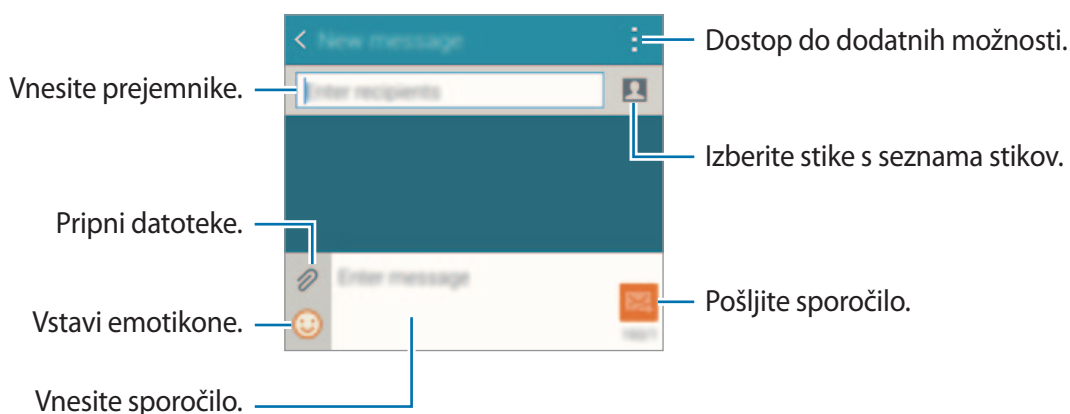 New message
Dostop do dodatnih možnosti.
Vnesite prejemnike.
Enter recipients
Izberite stike s seznama stikov.
Pripni datoteke.
Enter message
Pošljite sporočilo.
Vstavi emotikone.
Vnesite sporočilo.